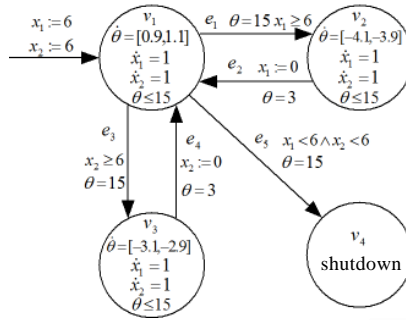 x₁:=6
x₂:=6
v₁
θ̇=[0.9,1.1]
ẋ₁ = 1
ẋ₂ = 1
θ≤15
e₁ θ=15 x₁≥6
e₂ x₁:=0
θ=3
v₂
θ̇=[−4.1,−3.9]
ẋ₁ = 1
ẋ₂ = 1
θ≤15
e₃
x₂≥6
θ=15
e₄
x₂:=0
θ=3
e₅ x₁<6∧x₂<6
θ=15
v₃
θ̇=[−3.1,−2.9]
ẋ₁ = 1
ẋ₂ = 1
θ≤15
v₄
shutdown